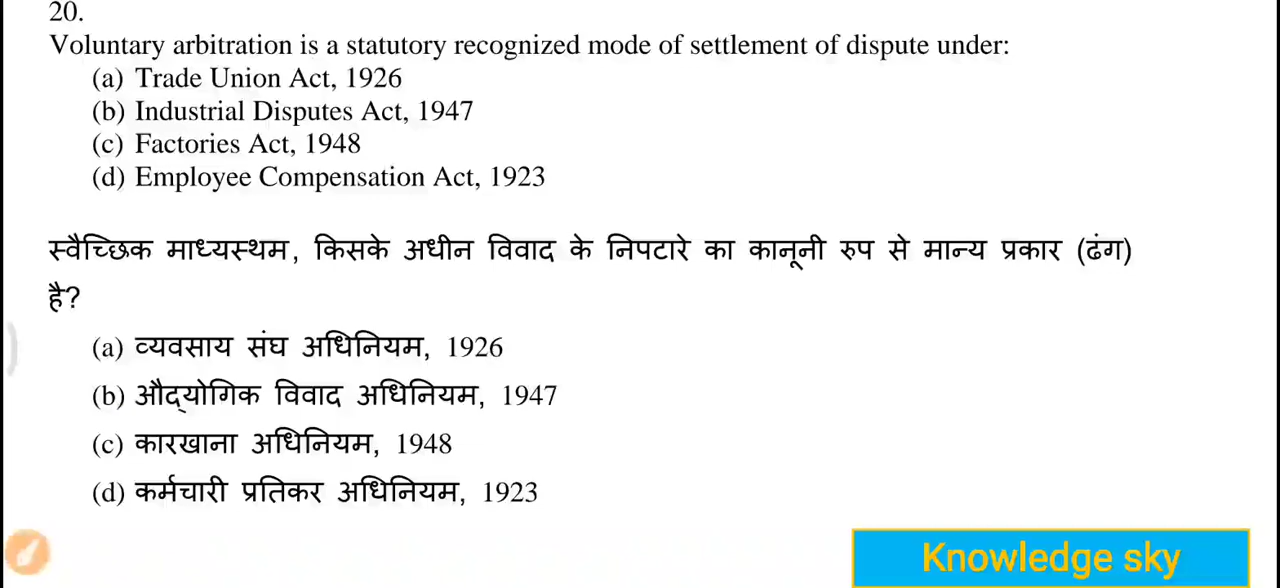 20.
Voluntary arbitration is a statutory recognized mode of settlement of dispute under:
(a) Trade Union Act, 1926
(b) Industrial Disputes Act, 1947
(c) Factories Act, 1948
(d) Employee Compensation Act, 1923
स्वैच्छिक माध्यस्थम, किसके अधीन विवाद के निपटारे का कानूनी रुप से मान्य प्रकार (ढंग)
है?
(a) व्यवसाय संघ अधिनियम, 1926
(b) औद्योगिक विवाद अधिनियम, 1947
(c) कारखाना अधिनियम, 1948
(d) कर्मचारी प्रतिकर अधिनियम, 1923
Knowledge sky